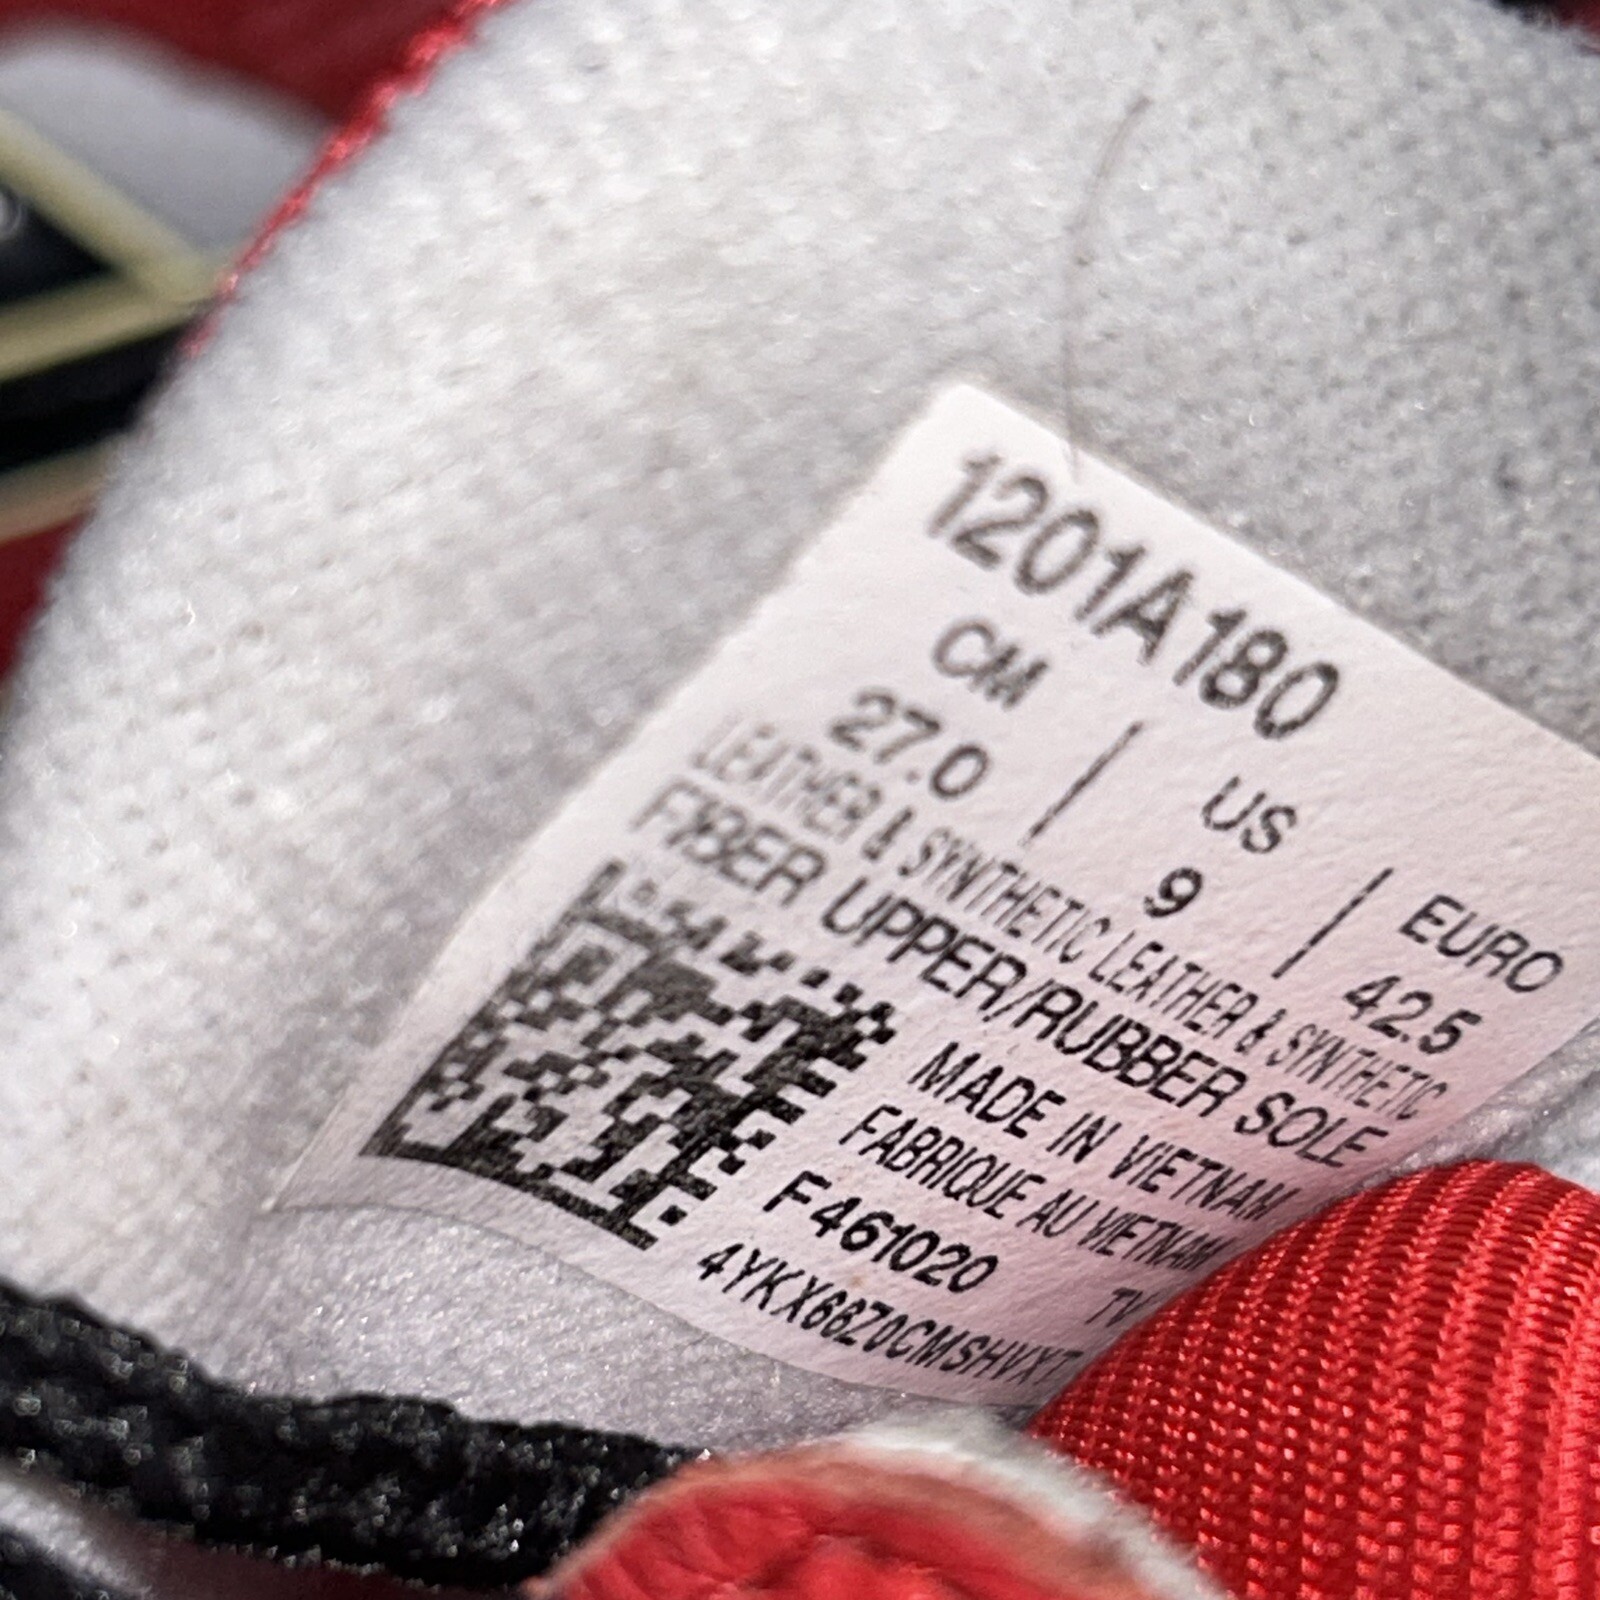 1201A180
CM | US | EURO
27.0 9 42.5
LEATHER & SYNTHETIC LEATHER & SYNTHETIC
FIBER UPPER/RUBBER SOLE
MADE IN VIETNAM
FABRIQUE AU VIETNAM
F461020 TV
4YKX66Z0CMSHVXT